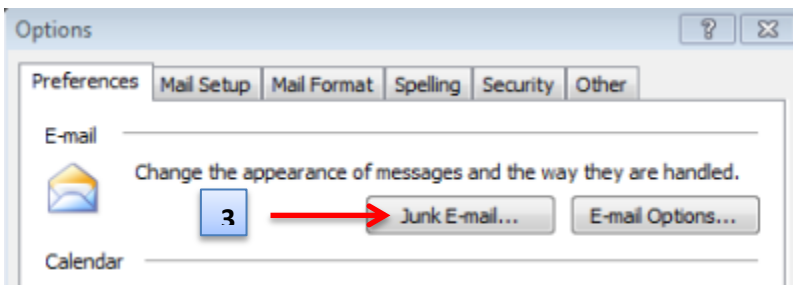 Options
Preferences Mail Setup Mail Format Spelling Security Other
E-mail
Change the appearance of messages and the way they are handled.
3 Junk E-mail... E-mail Options...
Calendar